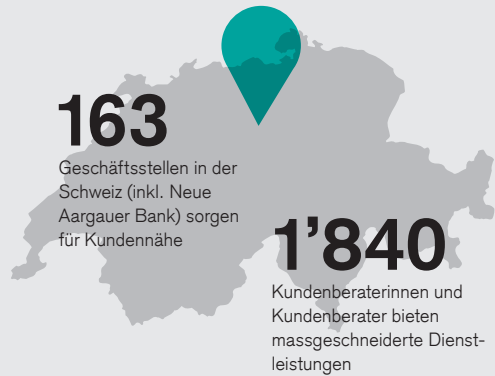 163
Geschäftsstellen in der
Schweiz (inkl. Neue
Aargauer Bank) sorgen
für Kundennähe
1’840
Kundenberaterinnen und
Kundenberater bieten
massgeschneiderte Dienst-
leistungen